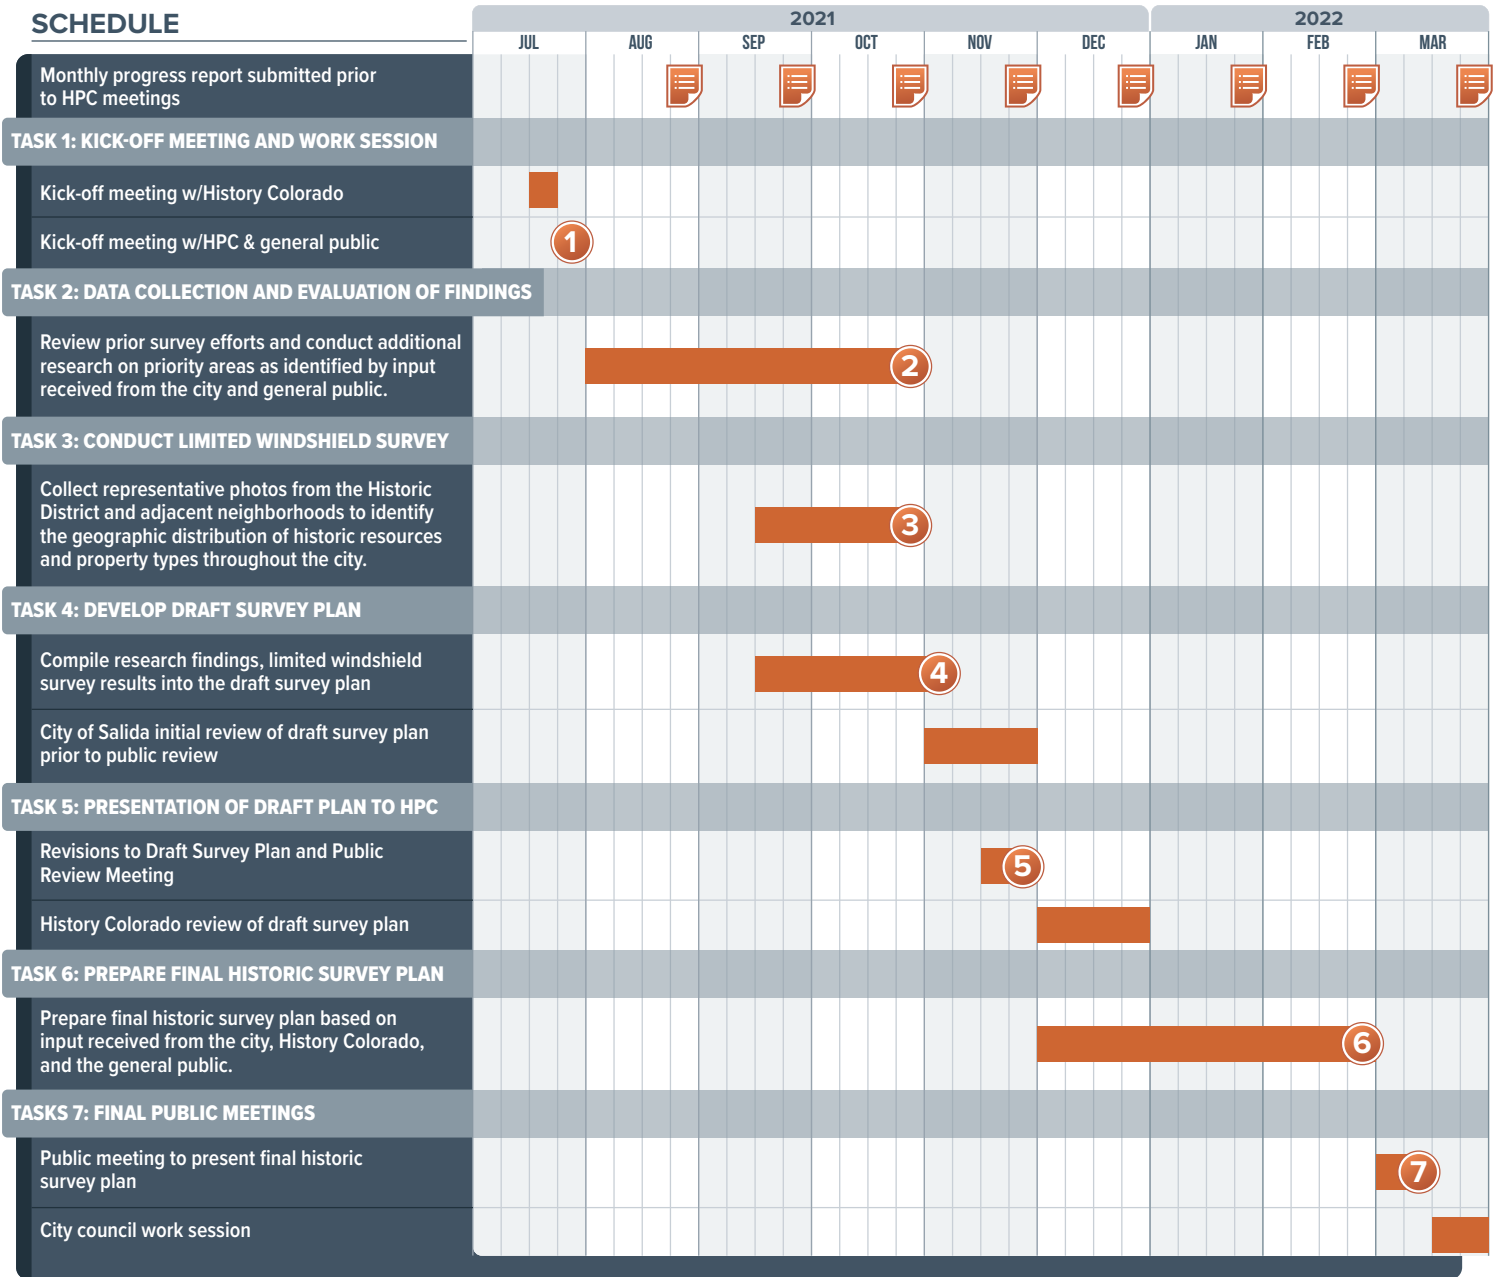 SCHEDULE
2021
2022
JUL
AUG
SEP
OCT
NOV
DEC
JAN
FEB
MAR
Monthly progress report submitted prior
to HPC meetings
TASK 1: KICK-OFF MEETING AND WORK SESSION
Kick-off meeting w/History Colorado
Kick-off meeting w/HPC & general public
1
TASK 2: DATA COLLECTION AND EVALUATION OF FINDINGS
Review prior survey efforts and conduct additional
research on priority areas as identified by input
received from the city and general public.
2
TASK 3: CONDUCT LIMITED WINDSHIELD SURVEY
Collect representative photos from the Historic
District and adjacent neighborhoods to identify
the geographic distribution of historic resources
and property types throughout the city.
3
TASK 4: DEVELOP DRAFT SURVEY PLAN
Compile research findings, limited windshield
survey results into the draft survey plan
4
City of Salida initial review of draft survey plan
prior to public review
TASK 5: PRESENTATION OF DRAFT PLAN TO HPC
Revisions to Draft Survey Plan and Public
Review Meeting
5
History Colorado review of draft survey plan
TASK 6: PREPARE FINAL HISTORIC SURVEY PLAN
Prepare final historic survey plan based on
input received from the city, History Colorado,
and the general public.
6
TASKS 7: FINAL PUBLIC MEETINGS
Public meeting to present final historic
survey plan
7
City council work session